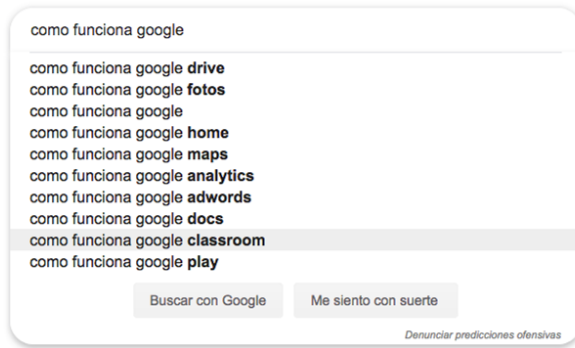 como funciona google
como funciona google drive
como funciona google fotos
como funciona google
como funciona google home
como funciona google maps
como funciona google analytics
como funciona google adwords
como funciona google docs
como funciona google classroom
como funciona google play
Buscar con Google Me siento con suerte
Denunciar predicciones ofensivas